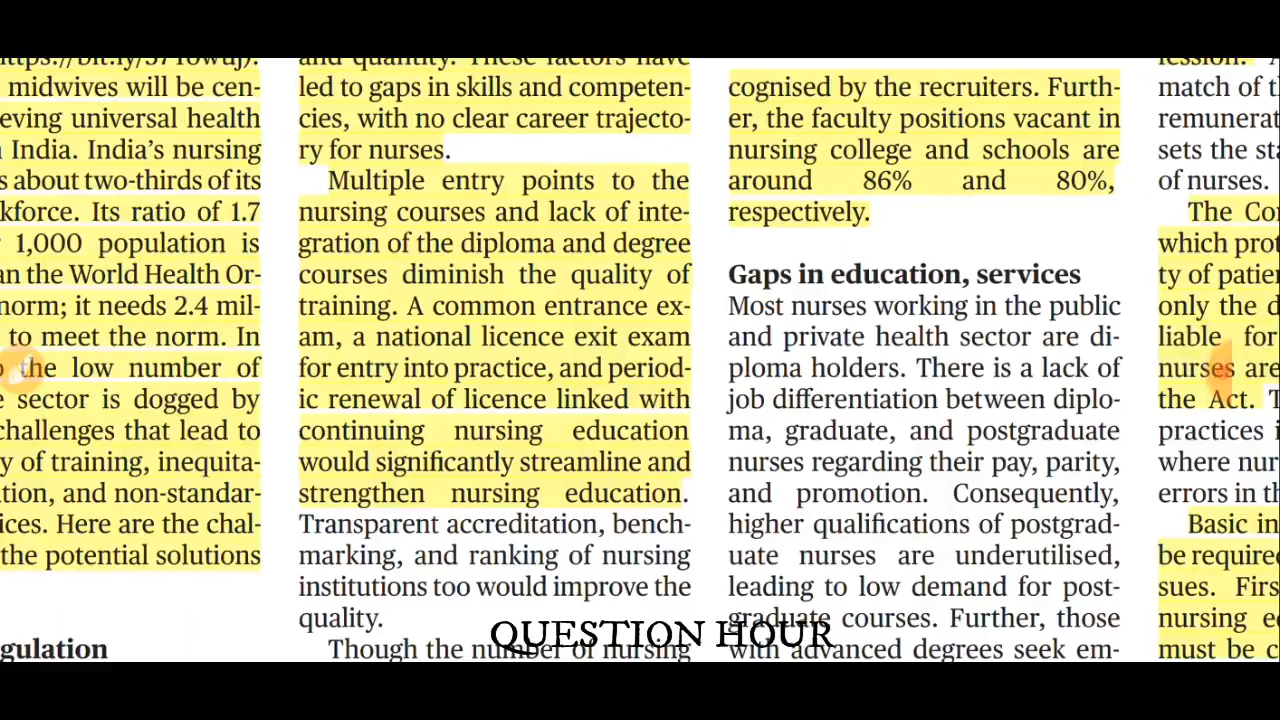 midwives will be cen-
eving universal health
India. India's nursing
about two-thirds of its
kforce. Its ratio of 1.7
1,000 population is
an the World Health Or-
norm; it needs 2.4 mil-
to meet the norm. In
the low number of
sector is dogged by
challenges that lead to
y of training, inequita-
tion, and non-standar-
ices. Here are the chal-
the potential solutions
gulation
and quantity. These factors have
led to gaps in skills and competen-
cies, with no clear career trajecto-
ry for nurses.
Multiple entry points to the
nursing courses and lack of inte-
gration of the diploma and degree
courses diminish the quality of
training. A common entrance ex-
am, a national licence exit exam
for entry into practice, and period-
ic renewal of licence linked with
continuing nursing education
would significantly streamline and
strengthen nursing education.
Transparent accreditation, bench-
marking, and ranking of nursing
institutions too would improve the
quality.
Though the number of nursing
cognised by the recruiters. Furth-
er, the faculty positions vacant in
nursing college and schools are
around 86% and 80%,
respectively.
Gaps in education, services
Most nurses working in the public
and private health sector are di-
ploma holders. There is a lack of
job differentiation between diplo-
ma, graduate, and postgraduate
nurses regarding their pay, parity,
and promotion. Consequently,
higher qualifications of postgrad-
uate nurses are underutilised,
leading to low demand for post-
graduate courses. Further, those
with advanced degrees seek em-
match of t
remunerat
sets the sta
of nurses.
The Co
which pro
ty of patie
only the d
liable for
nurses are
the Act.
practices i
where nur
errors in th
Basic in
be require
sues. Firs
nursing e
must be c
QUESTION HOUR